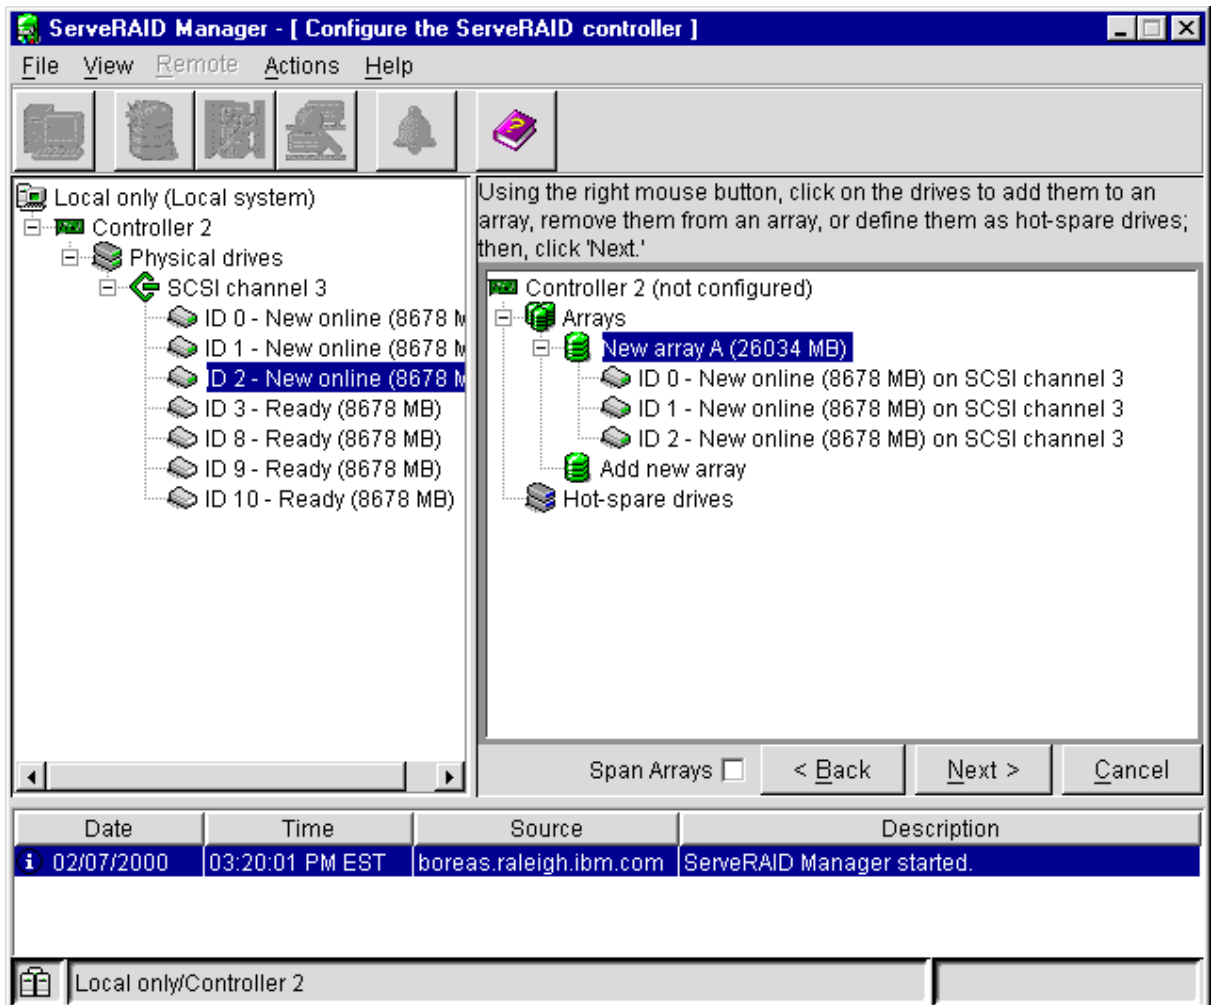 ServeRAID Manager - [ Configure the ServeRAID controller ]
File View Remote Actions Help
Local only (Local system)
Controller 2
Physical drives
SCSI channel 3
ID 0 - New online (8678 M
ID 1 - New online (8678 M
ID 2 - New online (8678 M
ID 3 - Ready (8678 MB)
ID 8 - Ready (8678 MB)
ID 9 - Ready (8678 MB)
ID 10 - Ready (8678 MB)
Using the right mouse button, click on the drives to add them to an
array, remove them from an array, or define them as hot-spare drives;
then, click 'Next.'
Controller 2 (not configured)
Arrays
New array A (26034 MB)
ID 0 - New online (8678 MB) on SCSI channel 3
ID 1 - New online (8678 MB) on SCSI channel 3
ID 2 - New online (8678 MB) on SCSI channel 3
Add new array
Hot-spare drives
Span Arrays < Back Next > Cancel
Date Time Source Description
02/07/2000 03:20:01 PM EST boreas.raleigh.ibm.com ServeRAID Manager started.
Local only/Controller 2